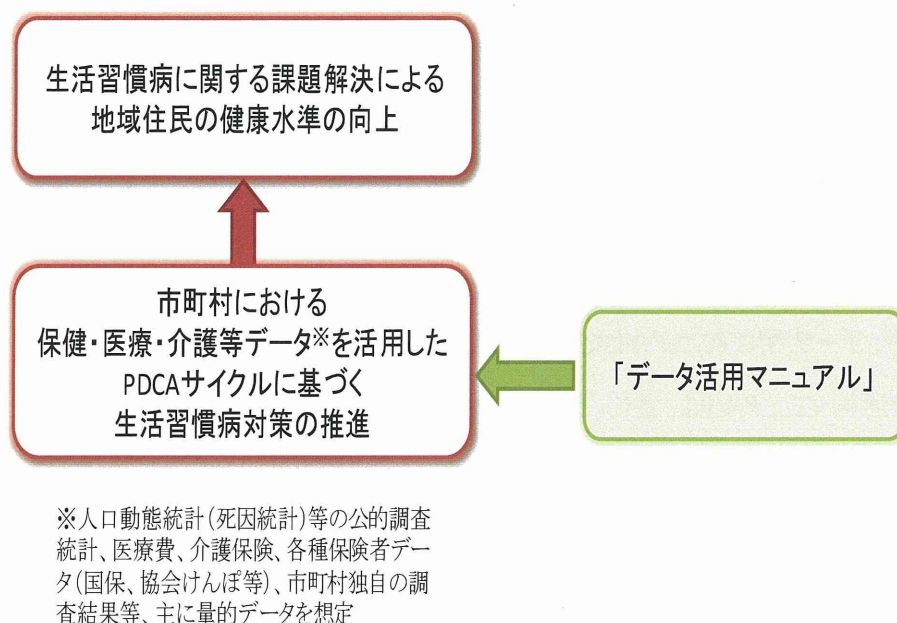 生活習慣病に関する課題解決による
地域住民の健康水準の向上
市町村における
保健・医療・介護等データ※を活用した
PDCAサイクルに基づく
生活習慣病対策の推進
「データ活用マニュアル」
※人口動態統計(死因統計)等の公的調査
統計、医療費、介護保険、各種保険者デー
タ(国保、協会けんぽ等)、市町村独自の調
査結果等、主に量的データを想定